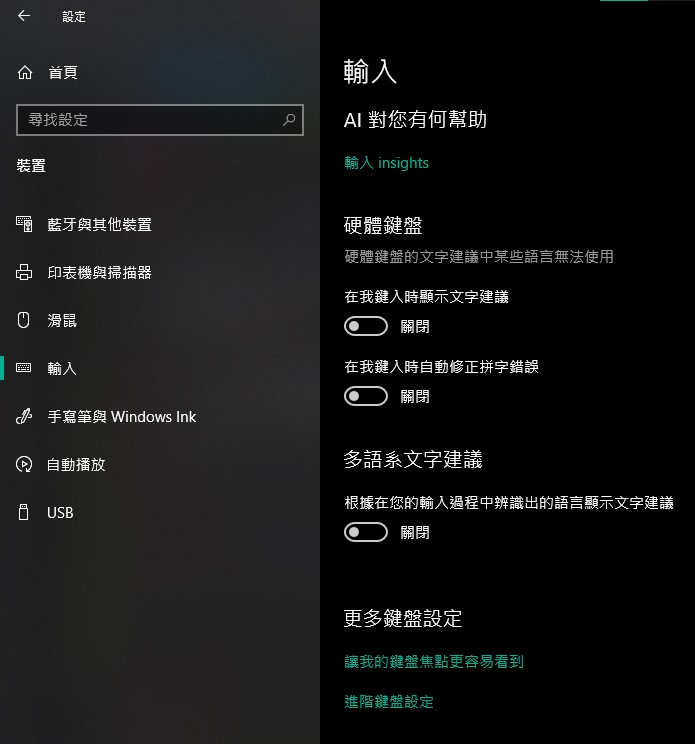 設定
首頁
尋找設定
裝置
藍牙與其他裝置
印表機與掃描器
滑鼠
輸入
手寫筆與 Windows Ink
自動播放
USB
輸入
AI 對您有何幫助
輸入 insights
硬體鍵盤
硬體鍵盤的文字建議中某些語言無法使用
在我鍵入時顯示文字建議
關閉
在我鍵入時自動修正拼字錯誤
關閉
多語系文字建議
根據在您的輸入過程中辨識出的語言顯示文字建議
關閉
更多鍵盤設定
讓我的鍵盤焦點更容易看到
進階鍵盤設定